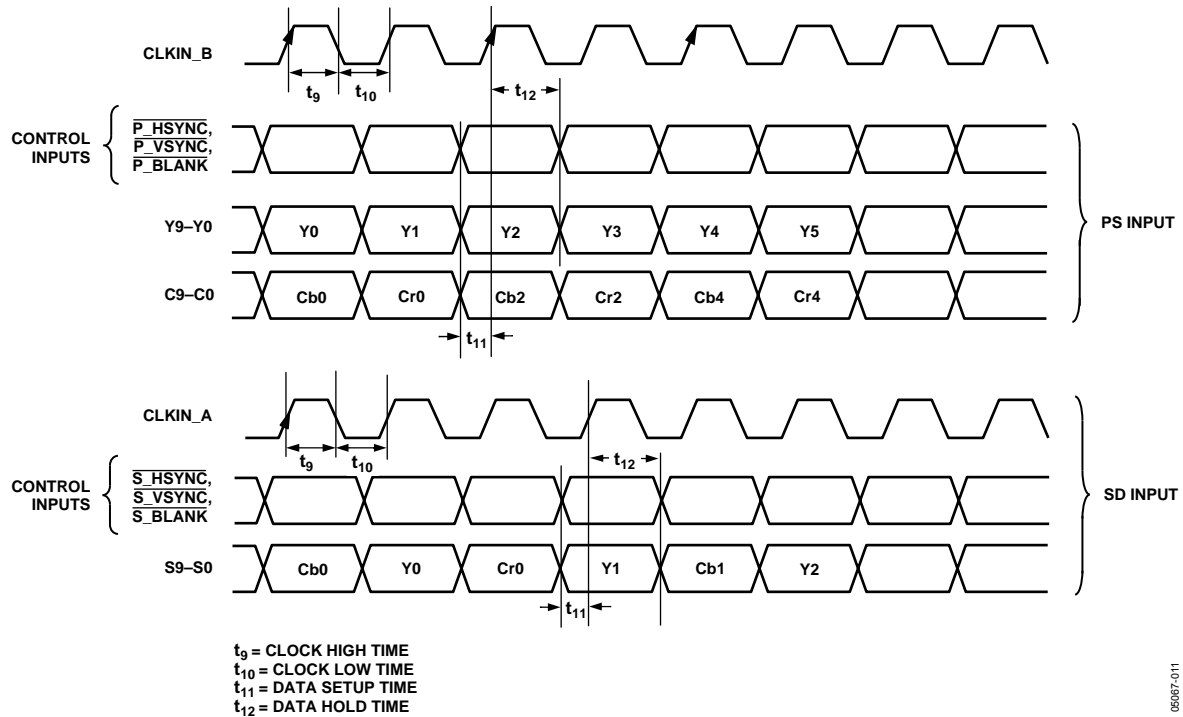 CLKIN_B
t9 t10 t12
CONTROL INPUTS
P_HSYNC,
P_VSYNC,
P_BLANK
Y9–Y0 Y0 Y1 Y2 Y3 Y4 Y5
PS INPUT
C9–C0 Cb0 Cr0 Cb2 Cr2 Cb4 Cr4
t11
CLKIN_A
t9 t10 t12
CONTROL INPUTS
S_HSYNC,
S_VSYNC,
S_BLANK
SD INPUT
S9–S0 Cb0 Y0 Cr0 Y1 Cb1 Y2
t11
t9 = CLOCK HIGH TIME
t10 = CLOCK LOW TIME
t11 = DATA SETUP TIME
t12 = DATA HOLD TIME
05067-011